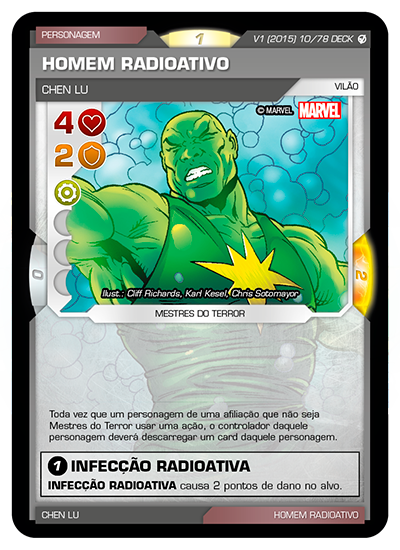 PERSONAGEM
1
V1 (2015) 10/78 DECK
HOMEM RADIOATIVO
CHEN LU
VILÃO
4
© MARVEL MARVEL
2
0
2
Ilust.: Cliff Richards, Karl Kesel, Chris Sotomayor
MESTRES DO TERROR
Toda vez que um personagem de uma afiliação que não seja
Mestres do Terror usar uma ação, o controlador daquele
personagem deverá descarregar um card daquele personagem.
1 INFECÇÃO RADIOATIVA
INFECÇÃO RADIOATIVA causa 2 pontos de dano no alvo.
CHEN LU
HOMEM RADIOATIVO